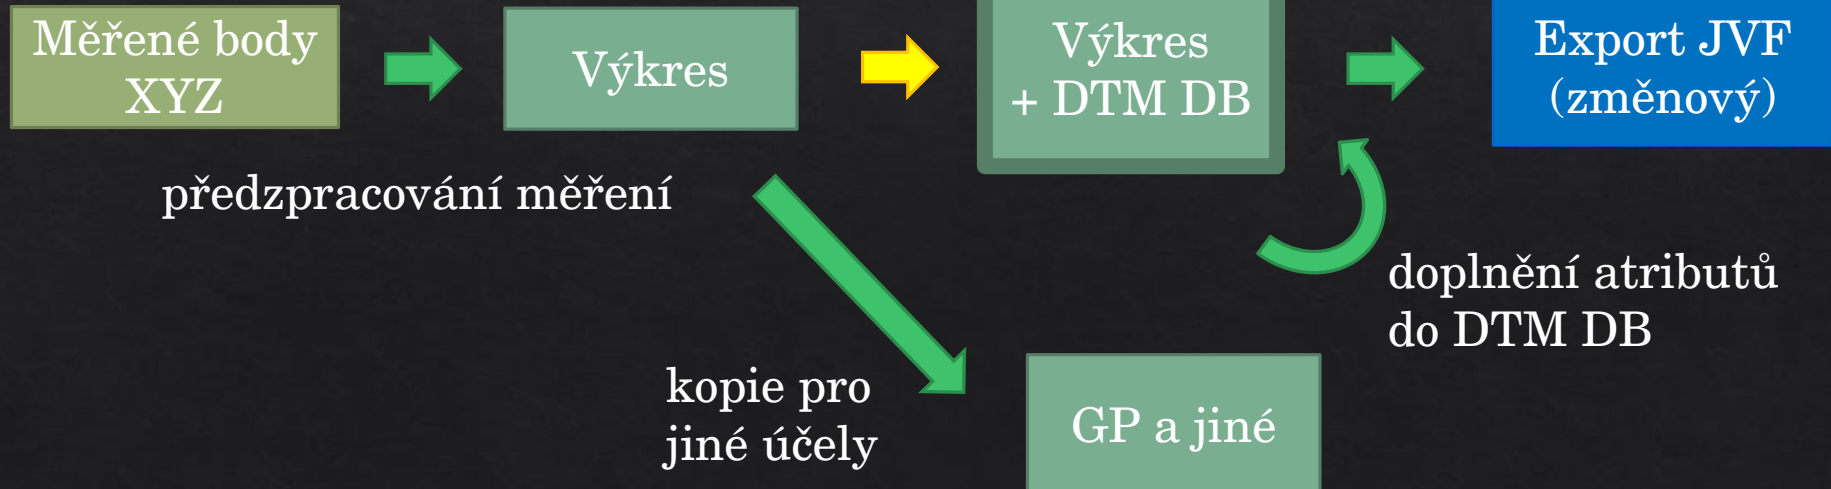 Měřené body
XYZ
Výkres
Výkres
+ DTM DB
Export JVF
(změnový)
předzpracování měření
doplnění atributů
do DTM DB
kopie pro
jiné účely
GP a jiné